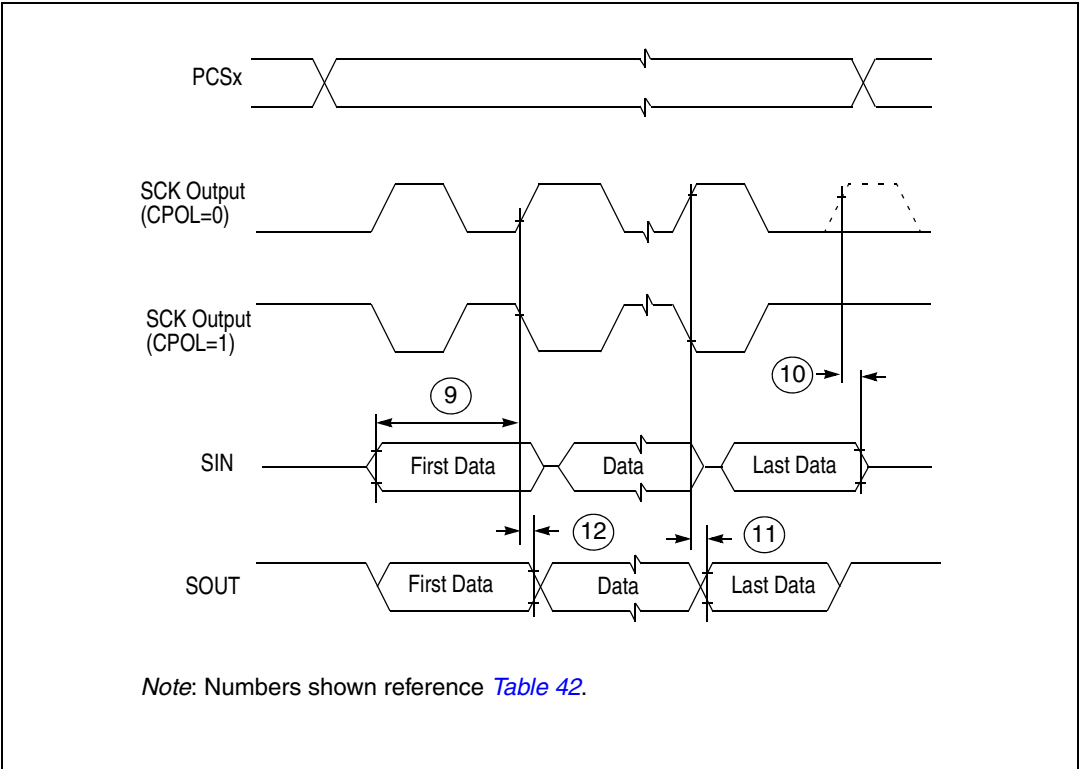 PCSx
SCK Output
(CPOL=0)
SCK Output
(CPOL=1)
10
9
SIN
First Data
Data
Last Data
12
11
SOUT
First Data
Data
Last Data
Note: Numbers shown reference Table 42.